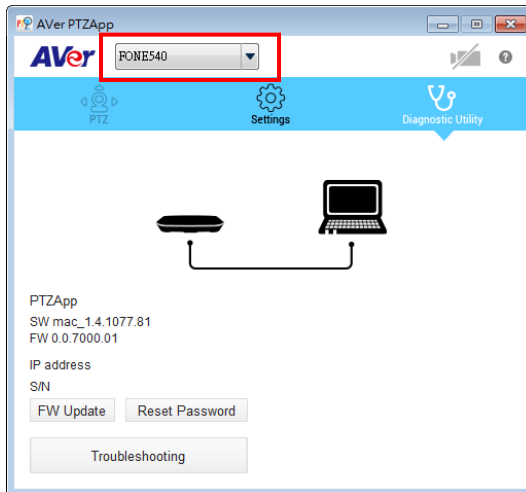 AVer PTZApp
AVer FONE540 ?
PTZ Settings Diagnostic Utility
PTZApp
SW mac_1.4.1077.81
FW 0.0.7000.01
IP address
S/N
FW Update Reset Password
Troubleshooting